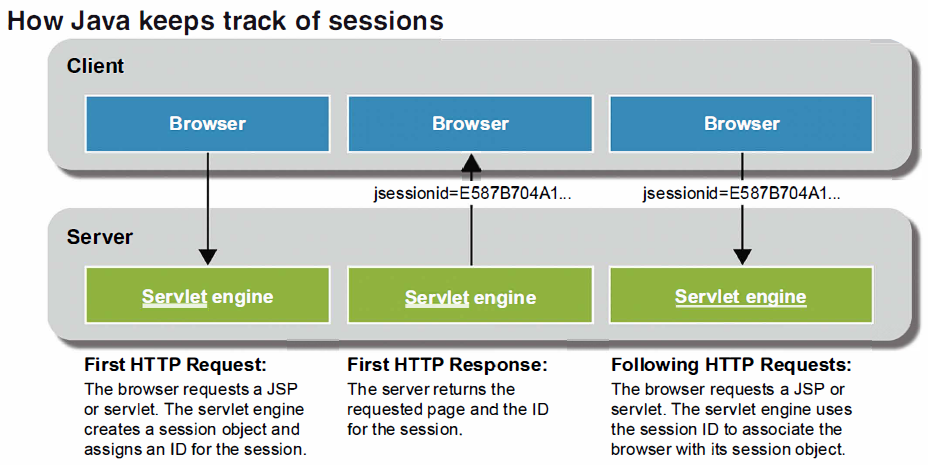 How Java keeps track of sessions
Client
Browser
Browser
Browser
jsessionid=E587B704A1...
jsessionid=E587B704A1...
Server
Servlet engine
Servlet engine
Servlet engine
First HTTP Request:
The browser requests a JSP
or servlet. The servlet engine
creates a session object and
assigns an ID for the session.
First HTTP Response:
The server returns the
requested page and the ID
for the session.
Following HTTP Requests:
The browser requests a JSP or
servlet. The servlet engine uses
the session ID to associate the
browser with its session object.